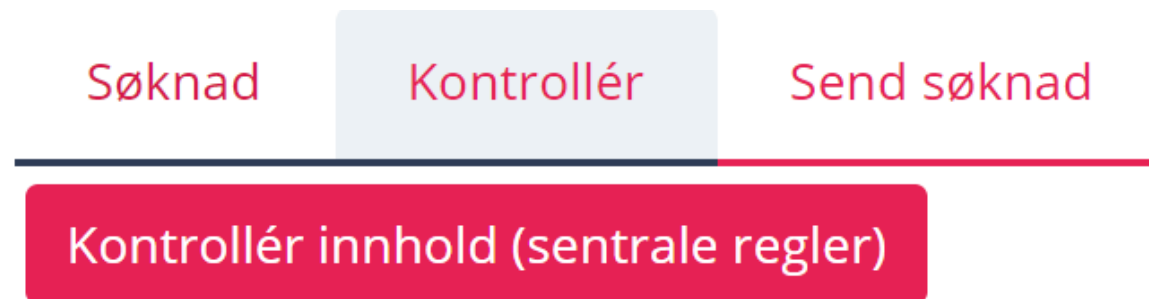 Søknad Kontrollér Send søknad
Kontrollér innhold (sentrale regler)